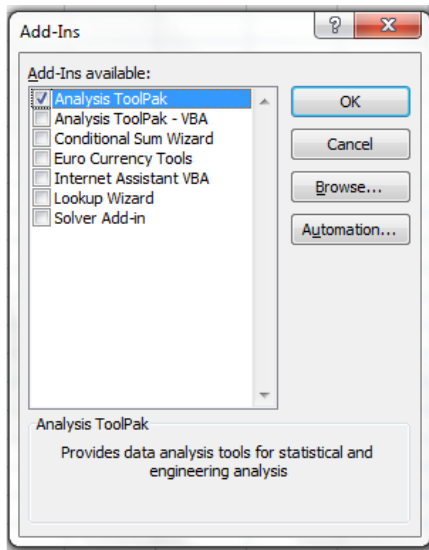 Add-Ins
Add-Ins available:
Analysis ToolPak
Analysis ToolPak - VBA
Conditional Sum Wizard
Euro Currency Tools
Internet Assistant VBA
Lookup Wizard
Solver Add-in
OK
Cancel
Browse...
Automation...
Analysis ToolPak
Provides data analysis tools for statistical and
engineering analysis